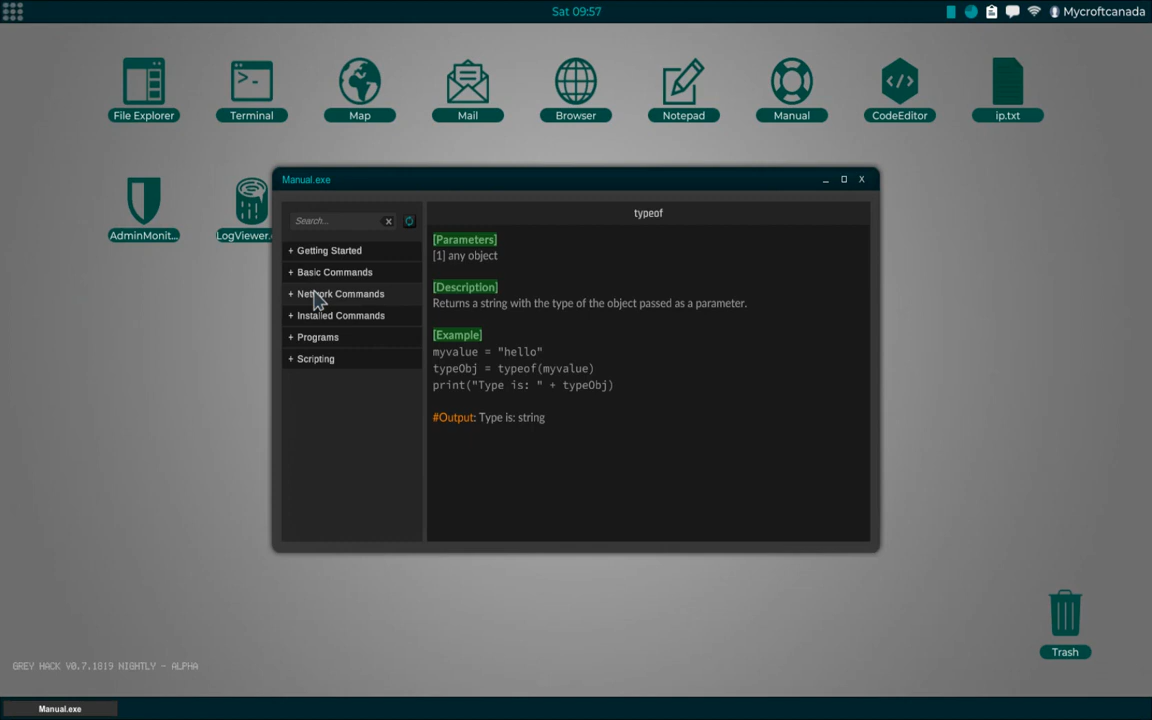 Sat 09:57
Mycroftcanada
File Explorer
Terminal
Map
Mail
Browser
Notepad
Manual
CodeEditor
ip.txt
AdminMonit...
LogViewer.
Manual.exe
_
X
Search...
typeof
+ Getting Started
+ Basic Commands
+ Network Commands
+ Installed Commands
+ Programs
+ Scripting
[Parameters]
[1] any object
[Description]
Returns a string with the type of the object passed as a parameter.
[Example]
myvalue = "hello"
typeObj = typeof(myvalue)
print("Type is: " + typeObj)
#Output: Type is: string
Trash
GREY HACK V0.7.1819 NIGHTLY - ALPHA
Manual.exe